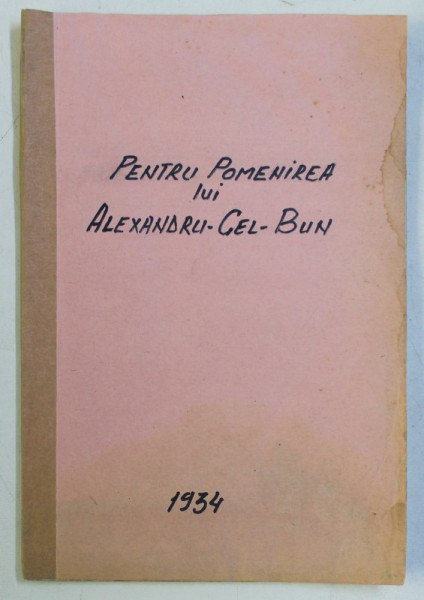 PENTRU POMENIREA
lui
ALEXANDRU-CEL-BUN
1934